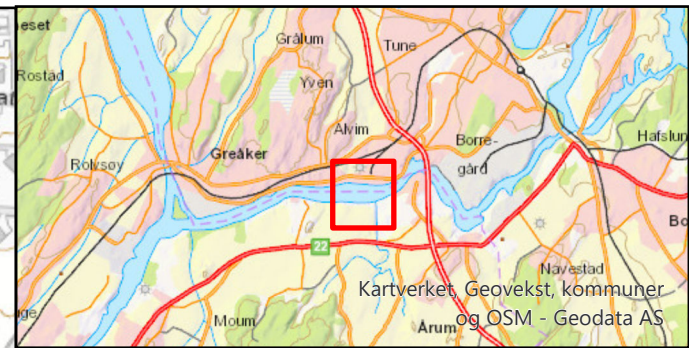 Grålum
Tune
Rostad
Yven
Alvim
Borre-
gård
Hafslun
Greåker
Rolvsøy
22
Bo
Navestad
Kartverket, Geovekst, kommuner
og OSM - Geodata AS
Moum
Årum